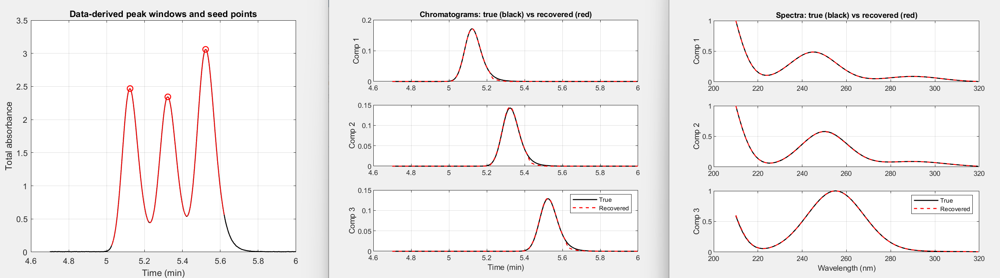 Data-derived peak windows and seed points
3.5
3
2.5
2
1.5
1
0.5
0
4.6 4.8 5 5.2 5.4 5.6 5.8 6
Total absorbance
Time (min)
Chromatograms: true (black) vs recovered (red)
0.2
0.1
0
Comp 1
4.6 4.8 5 5.2 5.4 5.6 5.8 6
0.15
0.1
0.05
0
Comp 2
4.6 4.8 5 5.2 5.4 5.6 5.8 6
0.15
0.1
0.05
0
Comp 3
True
Recovered
4.6 4.8 5 5.2 5.4 5.6 5.8 6
Time (min)
Spectra: true (black) vs recovered (red)
1
0.5
0
Comp 1
200 220 240 260 280 300 320
1
0.5
0
Comp 2
200 220 240 260 280 300 320
1
0.5
0
Comp 3
True
Recovered
200 220 240 260 280 300 320
Wavelength (nm)